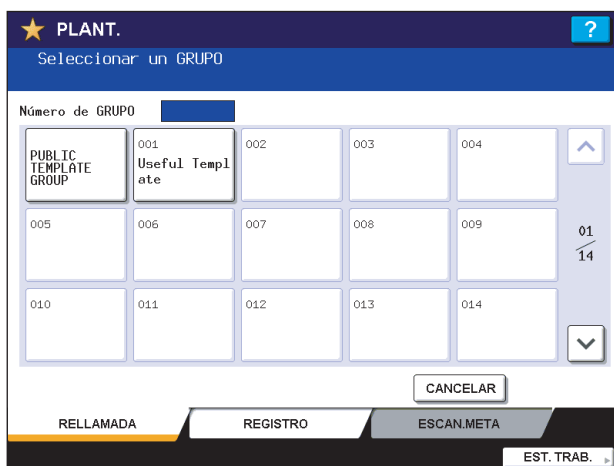 PLANT.
?
Seleccionar un GRUPO
Número de GRUPO
PUBLIC
TEMPLATE
GROUP
001
Useful Templ
ate
002
003
004
005
006
007
008
009
01
14
010
011
012
013
014
CANCELAR
RELLAMADA
REGISTRO
ESCAN.META
EST. TRAB.